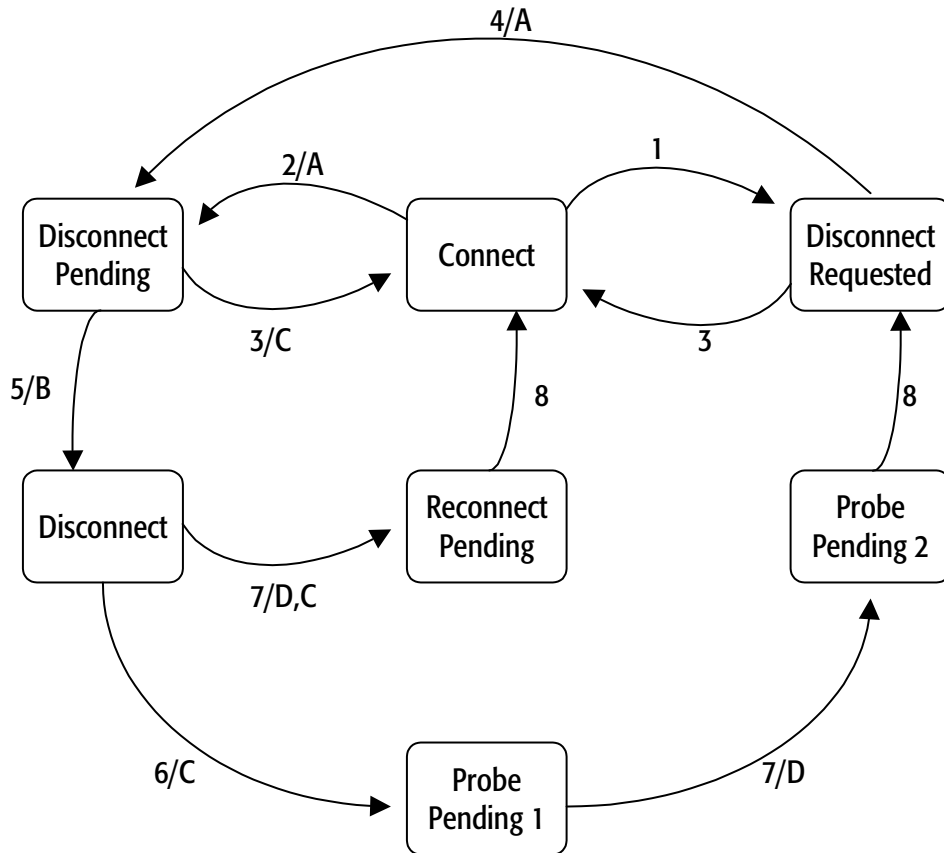 4/A
2/A
1
Disconnect
Pending
Connect
Disconnect
Requested
3/C
3
5/B
8
8
Disconnect
Reconnect
Pending
Probe
Pending 2
7/D,C
6/C
Probe
Pending 1
7/D